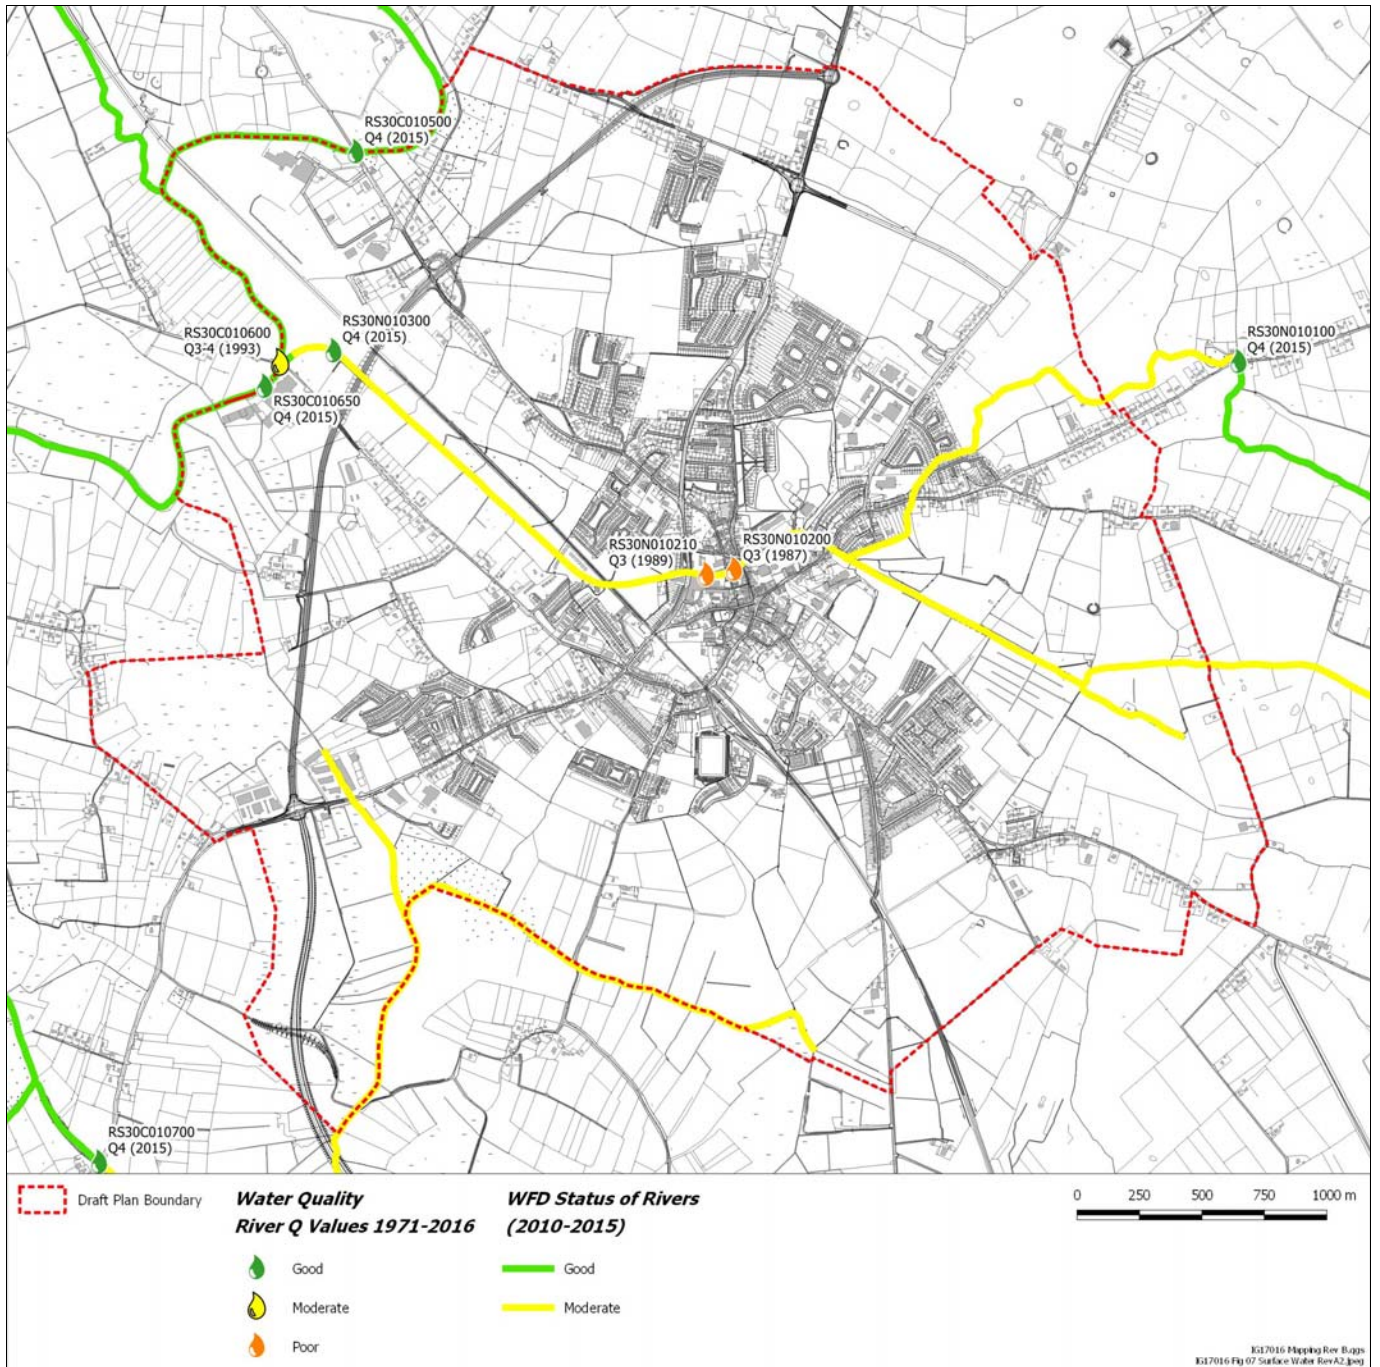 RS30C010500
Q4 (2015)
RS30C010600
Q3-4 (1993)
RS30N010300
Q4 (2015)
RS30N010100
Q4 (2015)
RS30C010650
Q4 (2015)
RS30N010210
Q3 (1989)
RS30N010200
Q3 (1987)
RS30C010700
Q4 (2015)
Draft Plan Boundary
Water Quality
River Q Values 1971-2016
Good
Moderate
Poor
WFD Status of Rivers
(2010-2015)
Good
Moderate
0 250 500 750 1000 m
IG17016 Mapping Rev B.qgs
IG17016 Fig 07 Surface Water RevA2.jpeg